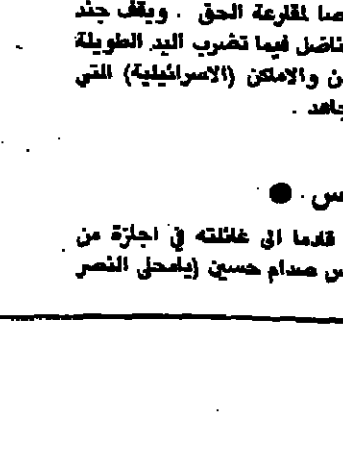 صا لمقارعة الحق . ويقف جند
ناضل فيما تضرب اليد الطويلة
ن والاماكن (الاسرائيلية) التي
جاهد .
س . ●
قادما الى عائلته في اجازة من
س صدام حسين (يامحلى النصر